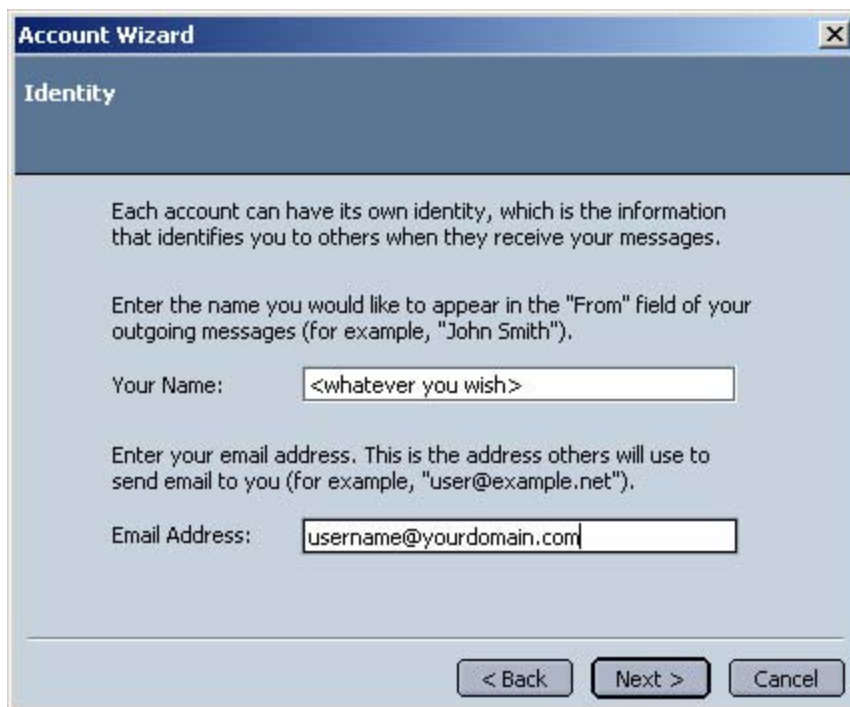 Account Wizard
Identity
Each account can have its own identity, which is the information
that identifies you to others when they receive your messages.
Enter the name you would like to appear in the "From" field of your
outgoing messages (for example, "John Smith").
Your Name: <whatever you wish>
Enter your email address. This is the address others will use to
send email to you (for example, "user@example.net").
Email Address: username@yourdomain.com
< Back Next > Cancel